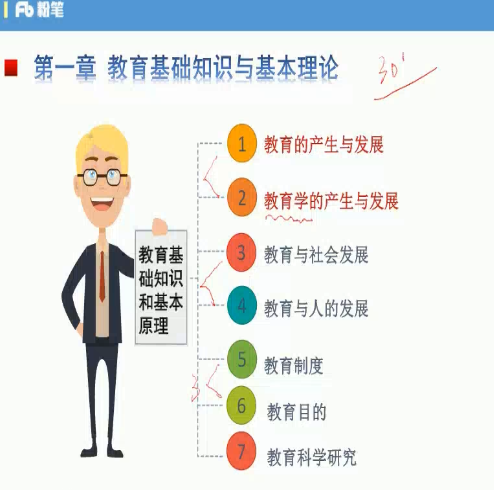 粉笔
第一章 教育基础知识与基本理论
30'
1 教育的产生与发展
2 教育学的产生与发展
3 教育与社会发展
4 教育与人的发展
5 教育制度
6 教育目的
7 教育科学研究
教育基
础知识
和基本
原理